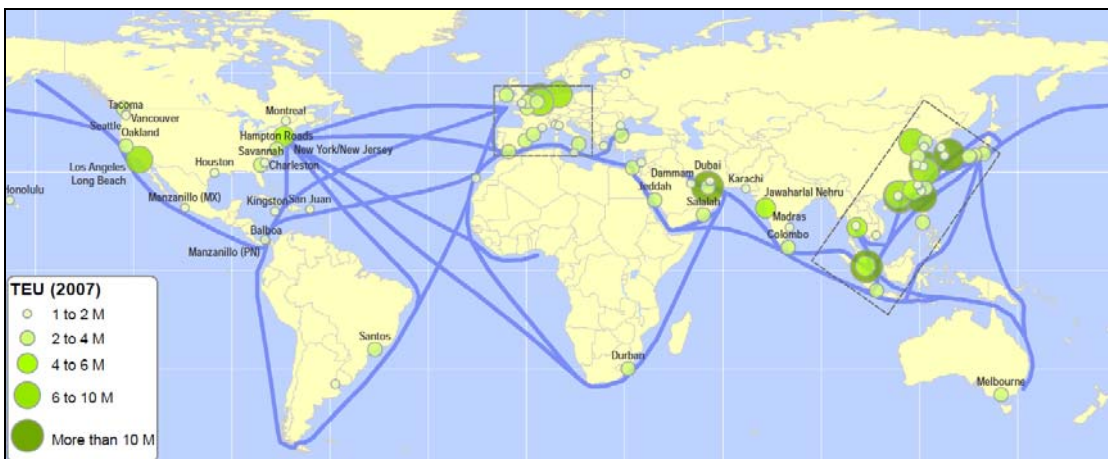 Tacoma
Vancouver
Seattle
Oakland
Los Angeles
Long Beach
Honolulu
Houston
Manzanillo (MX)
Montreal
Hampton Roads
New York/New Jersey
Savannah
Charleston
Kingston
San Juan
Balboa
Manzanillo (PN)
Santos
Dubai
Dammam
Jeddah
Salalah
Karachi
Jawaharlal Nehru
Madras
Colombo
Durban
Melbourne
TEU (2007)
1 to 2 M
2 to 4 M
4 to 6 M
6 to 10 M
More than 10 M